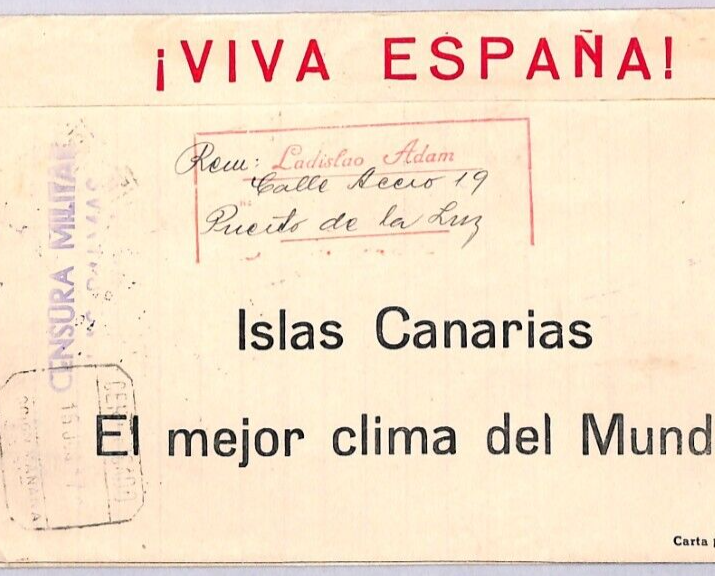 ¡VIVA ESPAÑA!
Rem: Ladislao Adam
Calle Accro 19
Puerto de la Luz
CENSURA MILITAR
Islas Canarias
El mejor clima del Mund
Carta